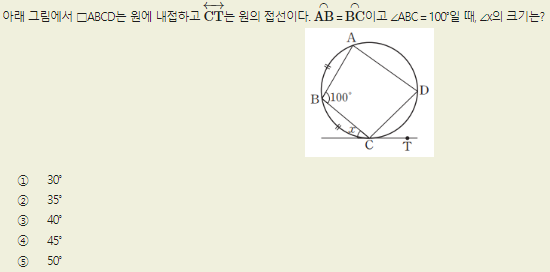 아래 그림에서 □ABCD는 원에 내접하고 CT는 원의 접선이다. AB=BC이고 ∠ABC=100°일 때, ∠x의 크기는?
A
B 100° D
x
C T
① 30°
② 35°
③ 40°
④ 45°
⑤ 50°